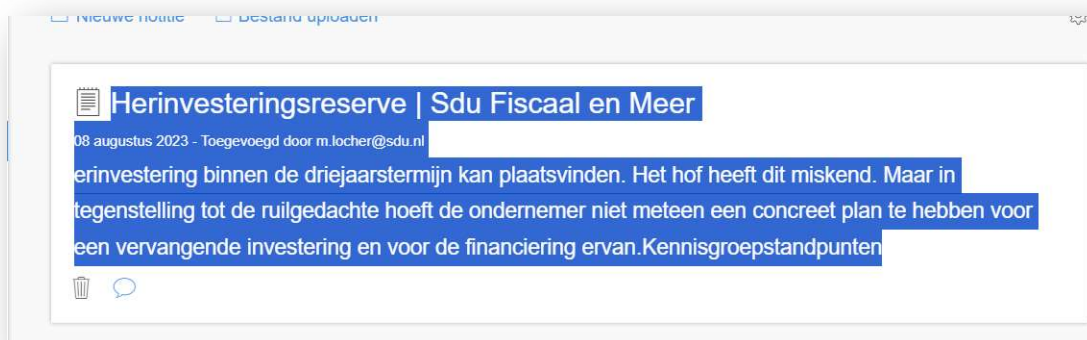 Nieuwe notitie Bestand uploaden
Herinvesteringsreserve | Sdu Fiscaal en Meer
08 augustus 2023 - Toegevoegd door m.locher@sdu.nl
erinvestering binnen de driejaarstermijn kan plaatsvinden. Het hof heeft dit miskend. Maar in
tegenstelling tot de ruilgedachte hoeft de ondernemer niet meteen een concreet plan te hebben voor
een vervangende investering en voor de financiering ervan.Kennisgroepstandpunten